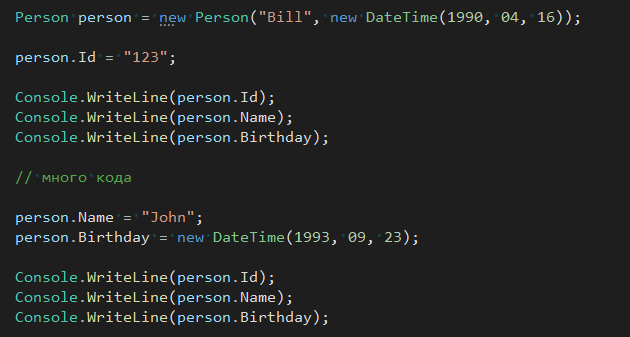 Person person = new Person("Bill", new DateTime(1990, 04, 16));
person.Id = "123";
Console.WriteLine(person.Id);
Console.WriteLine(person.Name);
Console.WriteLine(person.Birthday);
// много кода
person.Name = "John";
person.Birthday = new DateTime(1993, 09, 23);
Console.WriteLine(person.Id);
Console.WriteLine(person.Name);
Console.WriteLine(person.Birthday);